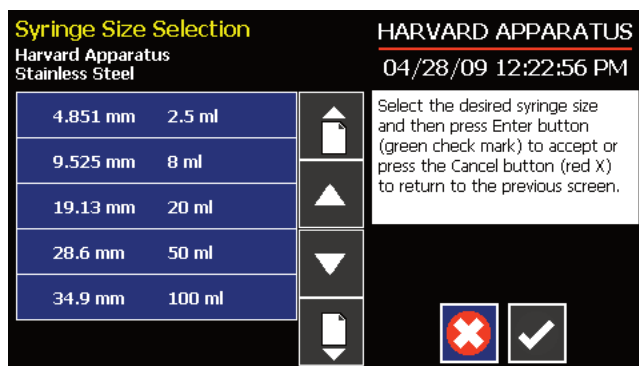 Syringe Size Selection
Harvard Apparatus
Stainless Steel
4.851 mm 2.5 ml
9.525 mm 8 ml
19.13 mm 20 ml
28.6 mm 50 ml
34.9 mm 100 ml
HARVARD APPARATUS
04/28/09 12:22:56 PM
Select the desired syringe size
and then press Enter button
(green check mark) to accept or
press the Cancel button (red X)
to return to the previous screen.